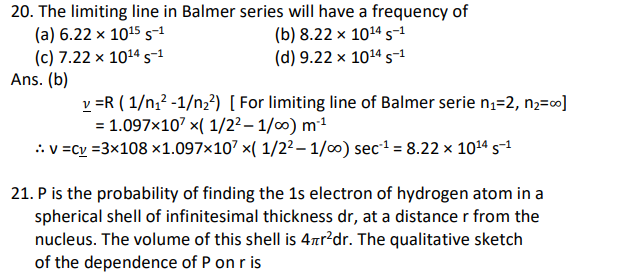 20. The limiting line in Balmer series will have a frequency of
(a) 6.22 × 10¹⁵ s⁻¹ (b) 8.22 × 10¹⁴ s⁻¹
(c) 7.22 × 10¹⁴ s⁻¹ (d) 9.22 × 10¹⁴ s⁻¹
Ans. (b)
v̲ =R ( 1/n₁² -1/n₂²) [ For limiting line of Balmer serie n₁=2, n₂=∞]
= 1.097×10⁷ ×( 1/2² – 1/∞) m⁻¹
∴ v =cv̲ =3×108 ×1.097×10⁷ ×( 1/2² – 1/∞) sec⁻¹ = 8.22 × 10¹⁴ s⁻¹
21. P is the probability of finding the 1s electron of hydrogen atom in a
spherical shell of infinitesimal thickness dr, at a distance r from the
nucleus. The volume of this shell is 4πr²dr. The qualitative sketch
of the dependence of P on r is